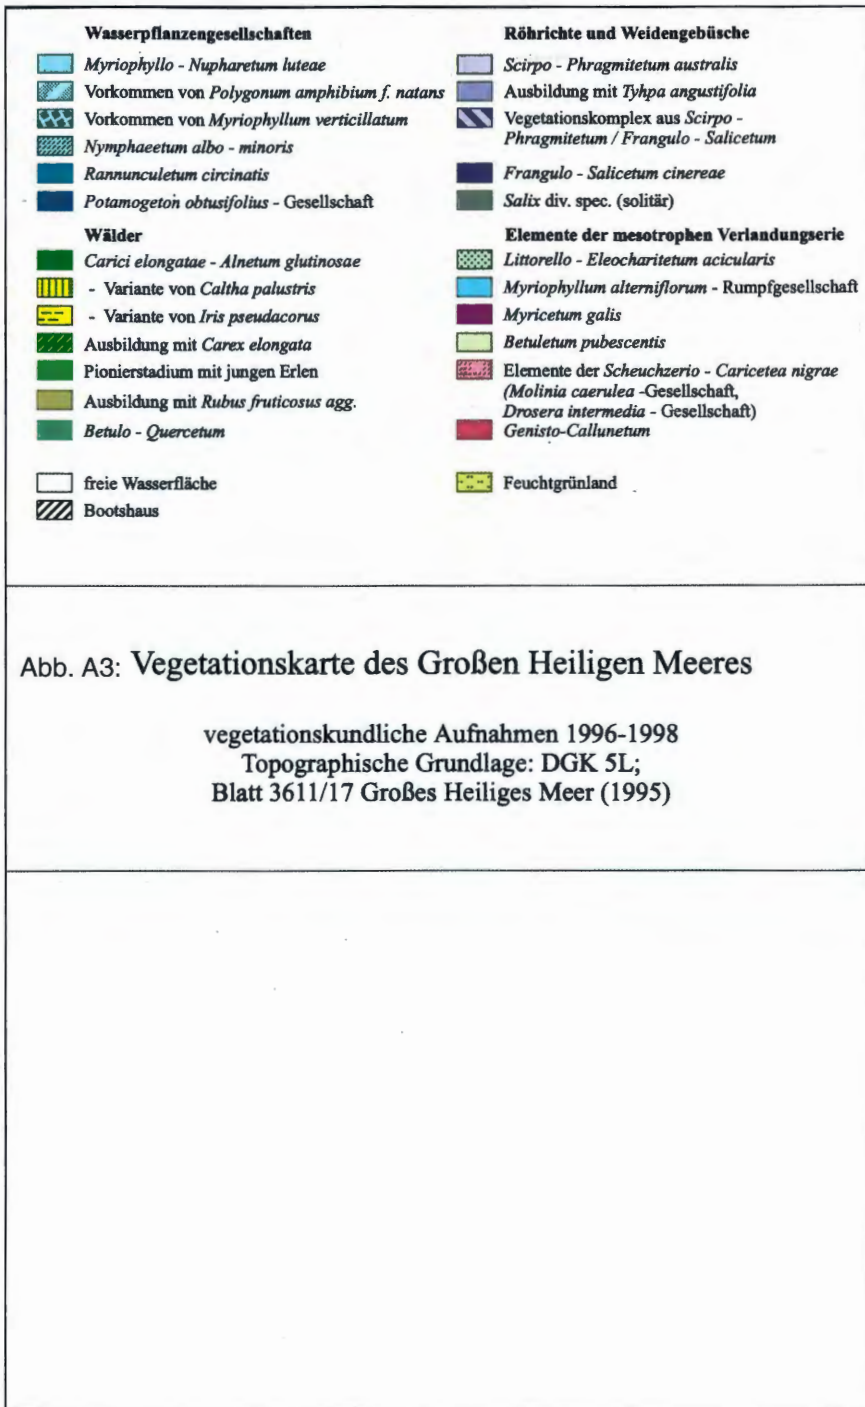 Wasserpflanzengesellschaften
Myriophyllo - Nupharetum luteae
Vorkommen von Polygonum amphibium f. natans
Vorkommen von Myriophyllum verticillatum
Nymphaeetum albo - minoris
Rannunculetum circinatis
Potamogeton obtusifolius - Gesellschaft
Wälder
Carici elongatae - Alnetum glutinosae
- Variante von Caltha palustris
- Variante von Iris pseudacorus
Ausbildung mit Carex elongata
Pionierstadium mit jungen Erlen
Ausbildung mit Rubus fruticosus agg.
Betulo - Quercetum
freie Wasserfläche
Bootshaus
Röhrichte und Weidengebüsche
Scirpo - Phragmitetum australis
Ausbildung mit Tyhpa angustifolia
Vegetationskomplex aus Scirpo -
Phragmitetum / Frangulo - Salicetum
Frangulo - Salicetum cinereae
Salix div. spec. (solitär)
Elemente der mesotrophen Verlandungserie
Littorello - Eleocharitetum acicularis
Myriophyllum alterniflorum - Rumpfgesellschaft
Myricetum galis
Betuletum pubescentis
Elemente der Scheuchzerio - Caricetea nigrae
(Molinia caerulea -Gesellschaft,
Drosera intermedia - Gesellschaft)
Genisto-Callunetum
Feuchtgrünland
Abb. A3: Vegetationskarte des Großen Heiligen Meeres
vegetationskundliche Aufnahmen 1996-1998
Topographische Grundlage: DGK 5L;
Blatt 3611/17 Großes Heiliges Meer (1995)